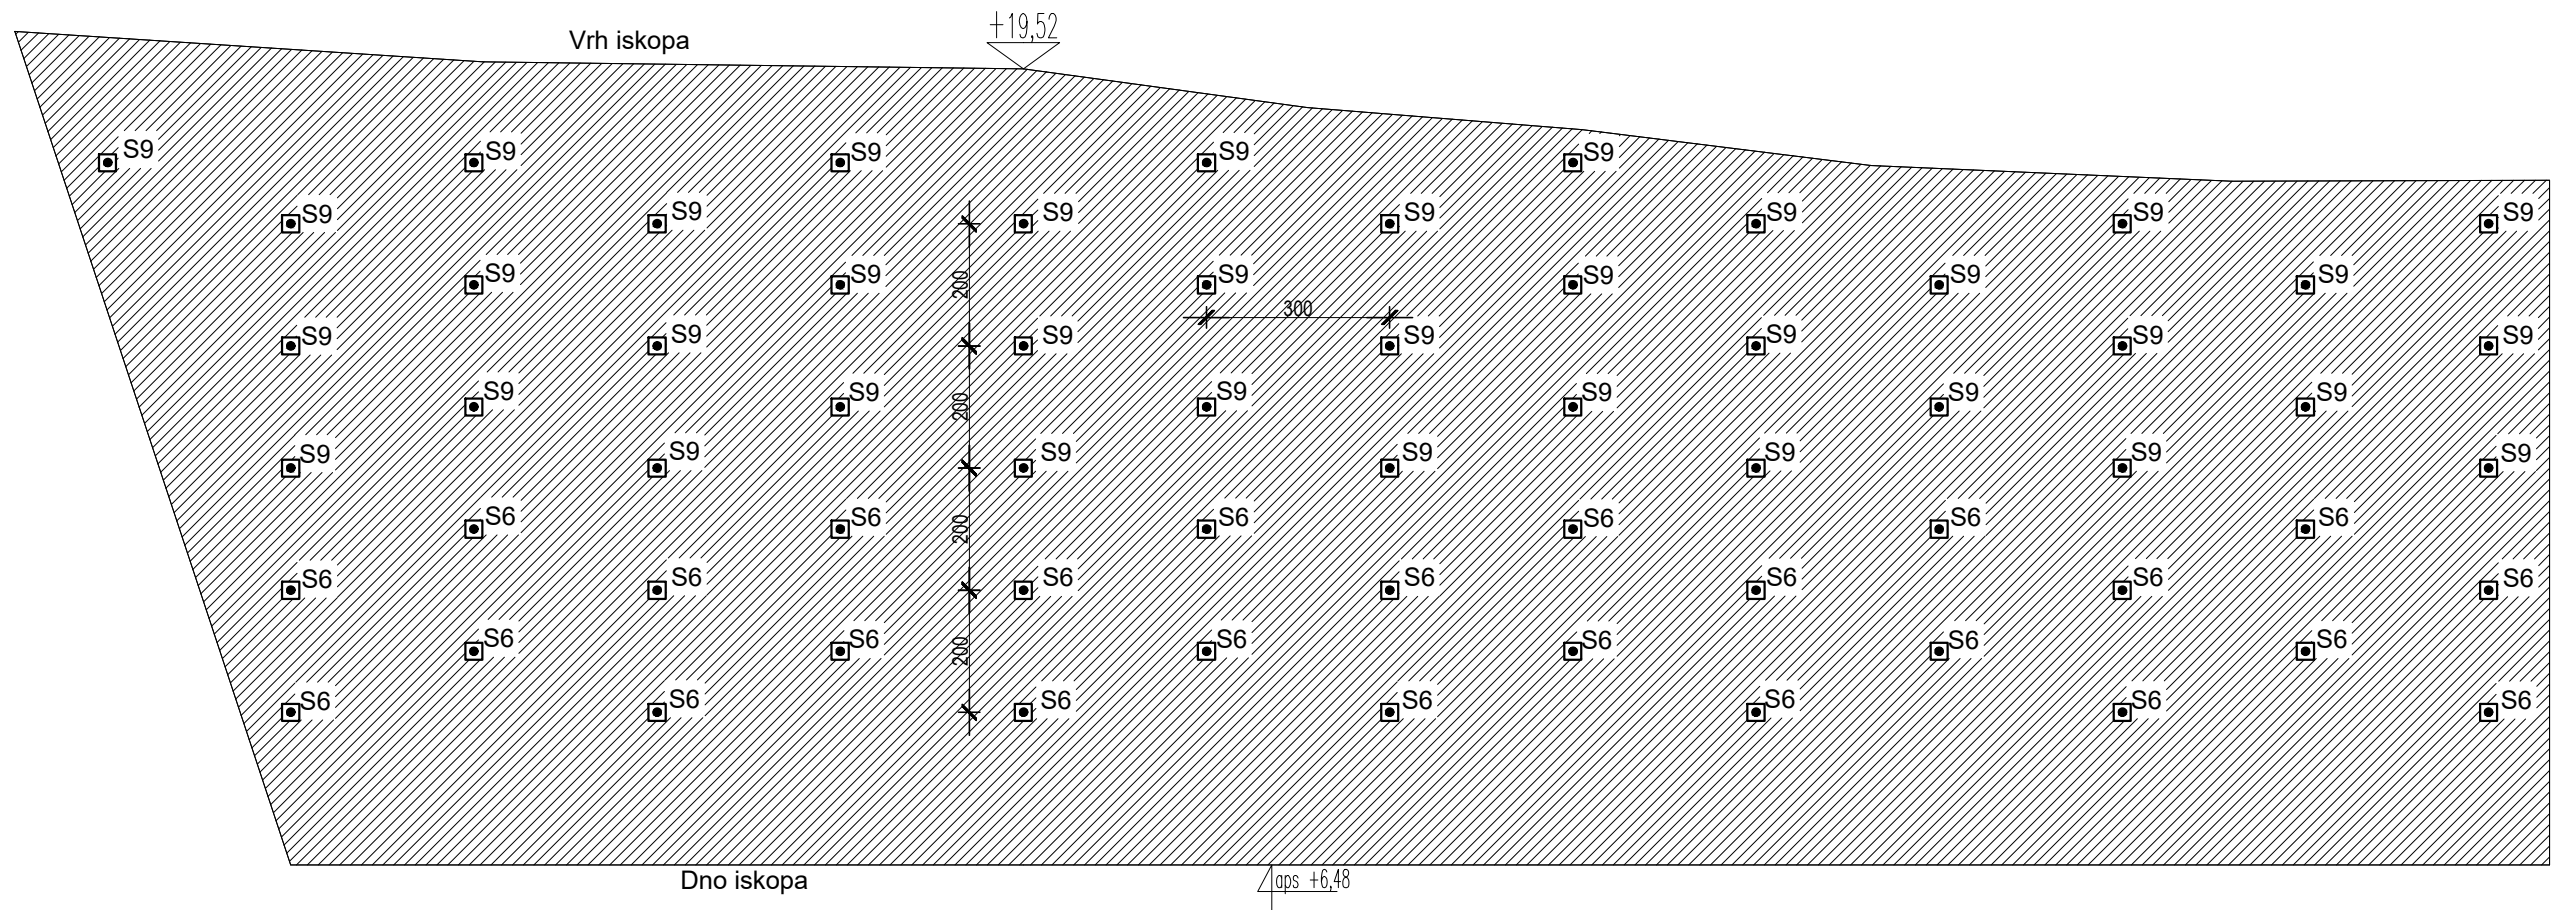 +19,52
Vrh iskopa
S9 S9 S9 S9 S9
S9 S9 S9 S9 S9 S9 S9
200
S9 S9 S9 S9 S9 S9
300
S9 S9 S9 S9 S9 S9 S9
200
S9 S9 S9 S9 S9 S9
S9 S9 S9 S9 S9 S9 S9
200
S6 S6 S6 S6 S6 S6
S6 S6 S6 S6 S6 S6 S6
200
S6 S6 S6 S6 S6 S6
S6 S6 S6 S6 S6 S6 S6
Dno iskopa
aps +6,48